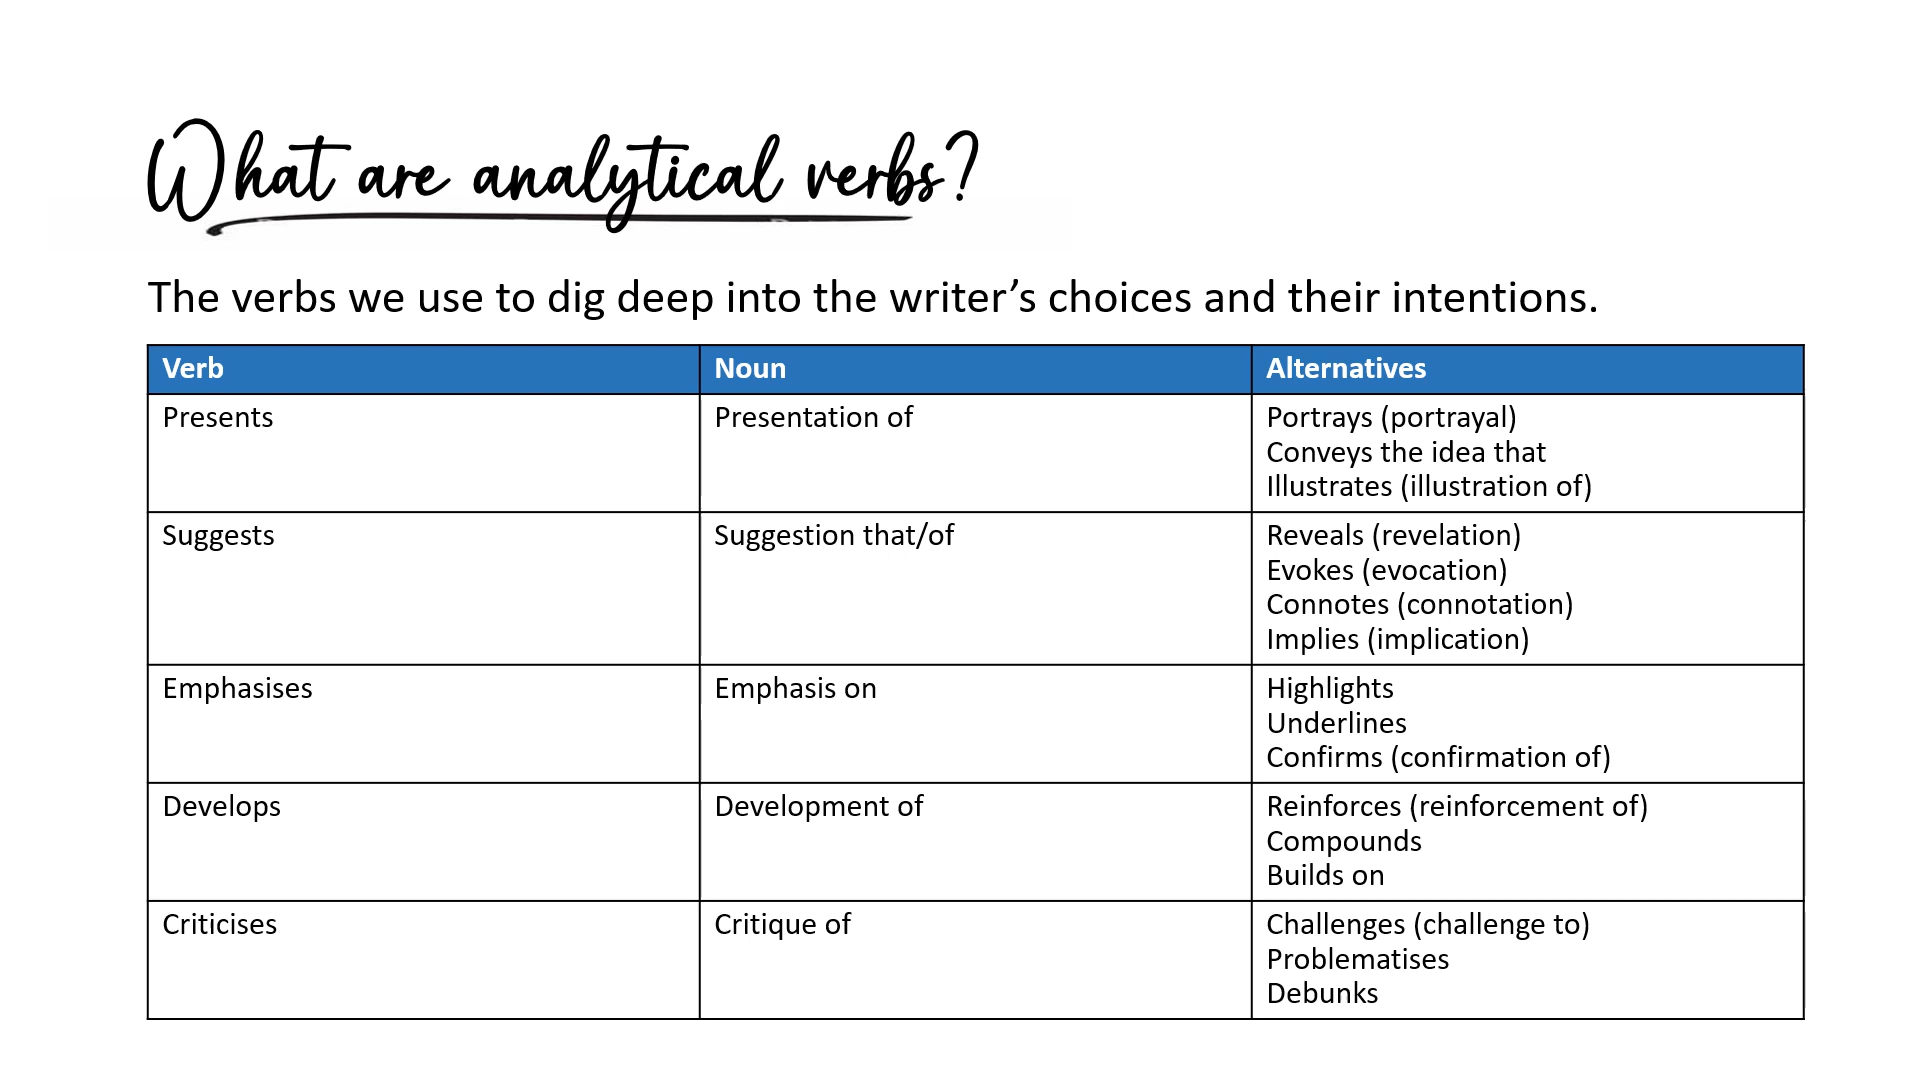 What are analytical verbs?
The verbs we use to dig deep into the writer’s choices and their intentions.
Verb Noun Alternatives
Presents Presentation of Portrays (portrayal)
Conveys the idea that
Illustrates (illustration of)
Suggests Suggestion that/of Reveals (revelation)
Evokes (evocation)
Connotes (connotation)
Implies (implication)
Emphasises Emphasis on Highlights
Underlines
Confirms (confirmation of)
Develops Development of Reinforces (reinforcement of)
Compounds
Builds on
Criticises Critique of Challenges (challenge to)
Problematises
Debunks